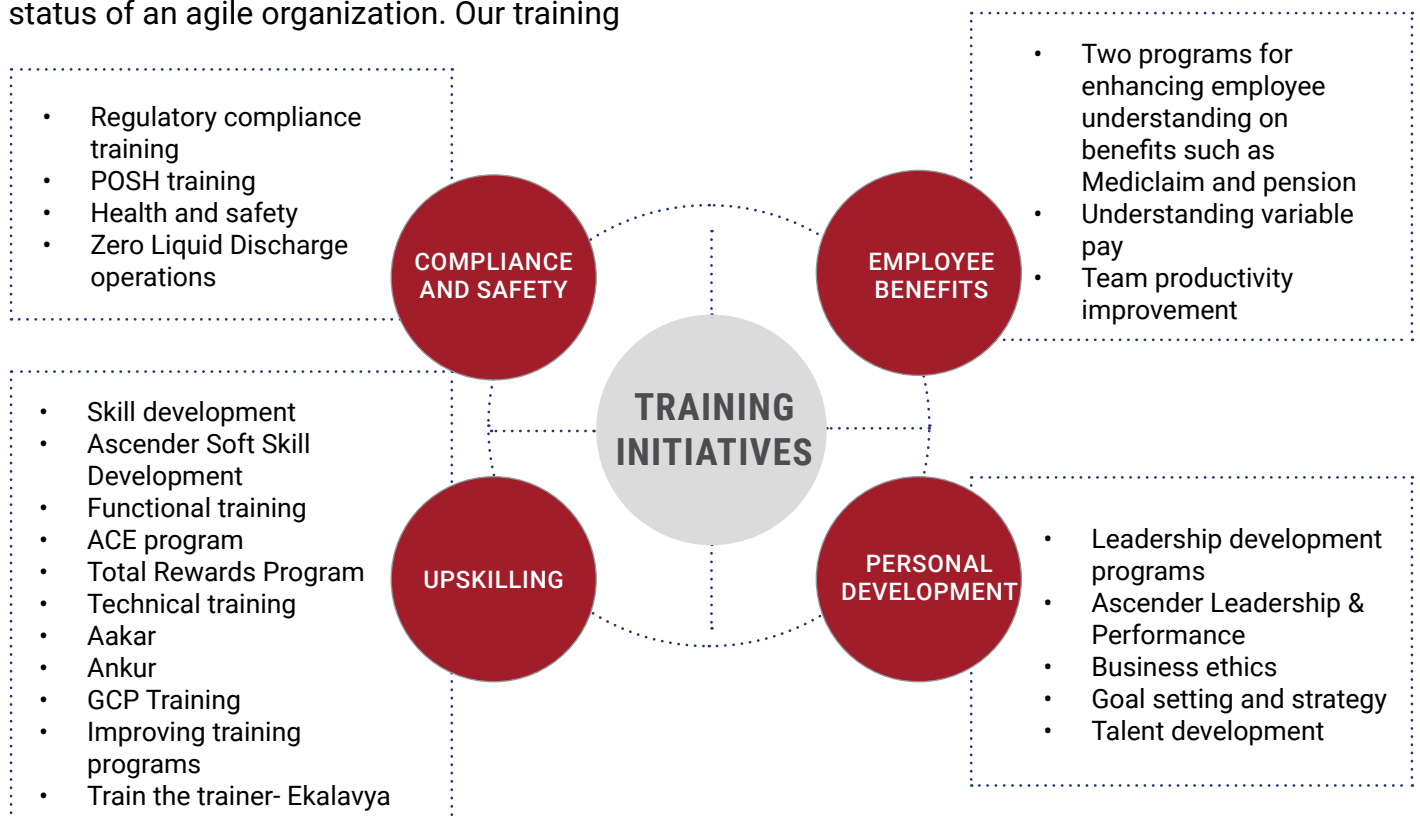 status of an agile organization. Our training
• Regulatory compliance
training
• POSH training
• Health and safety
• Zero Liquid Discharge
operations
COMPLIANCE
AND SAFETY
EMPLOYEE
BENEFITS
• Two programs for
enhancing employee
understanding on
benefits such as
Mediclaim and pension
• Understanding variable
pay
• Team productivity
improvement
TRAINING
INITIATIVES
• Skill development
• Ascender Soft Skill
Development
• Functional training
• ACE program
• Total Rewards Program
• Technical training
• Aakar
• Ankur
• GCP Training
• Improving training
programs
• Train the trainer- Ekalavya
UPSKILLING
PERSONAL
DEVELOPMENT
• Leadership development
programs
• Ascender Leadership &
Performance
• Business ethics
• Goal setting and strategy
• Talent development